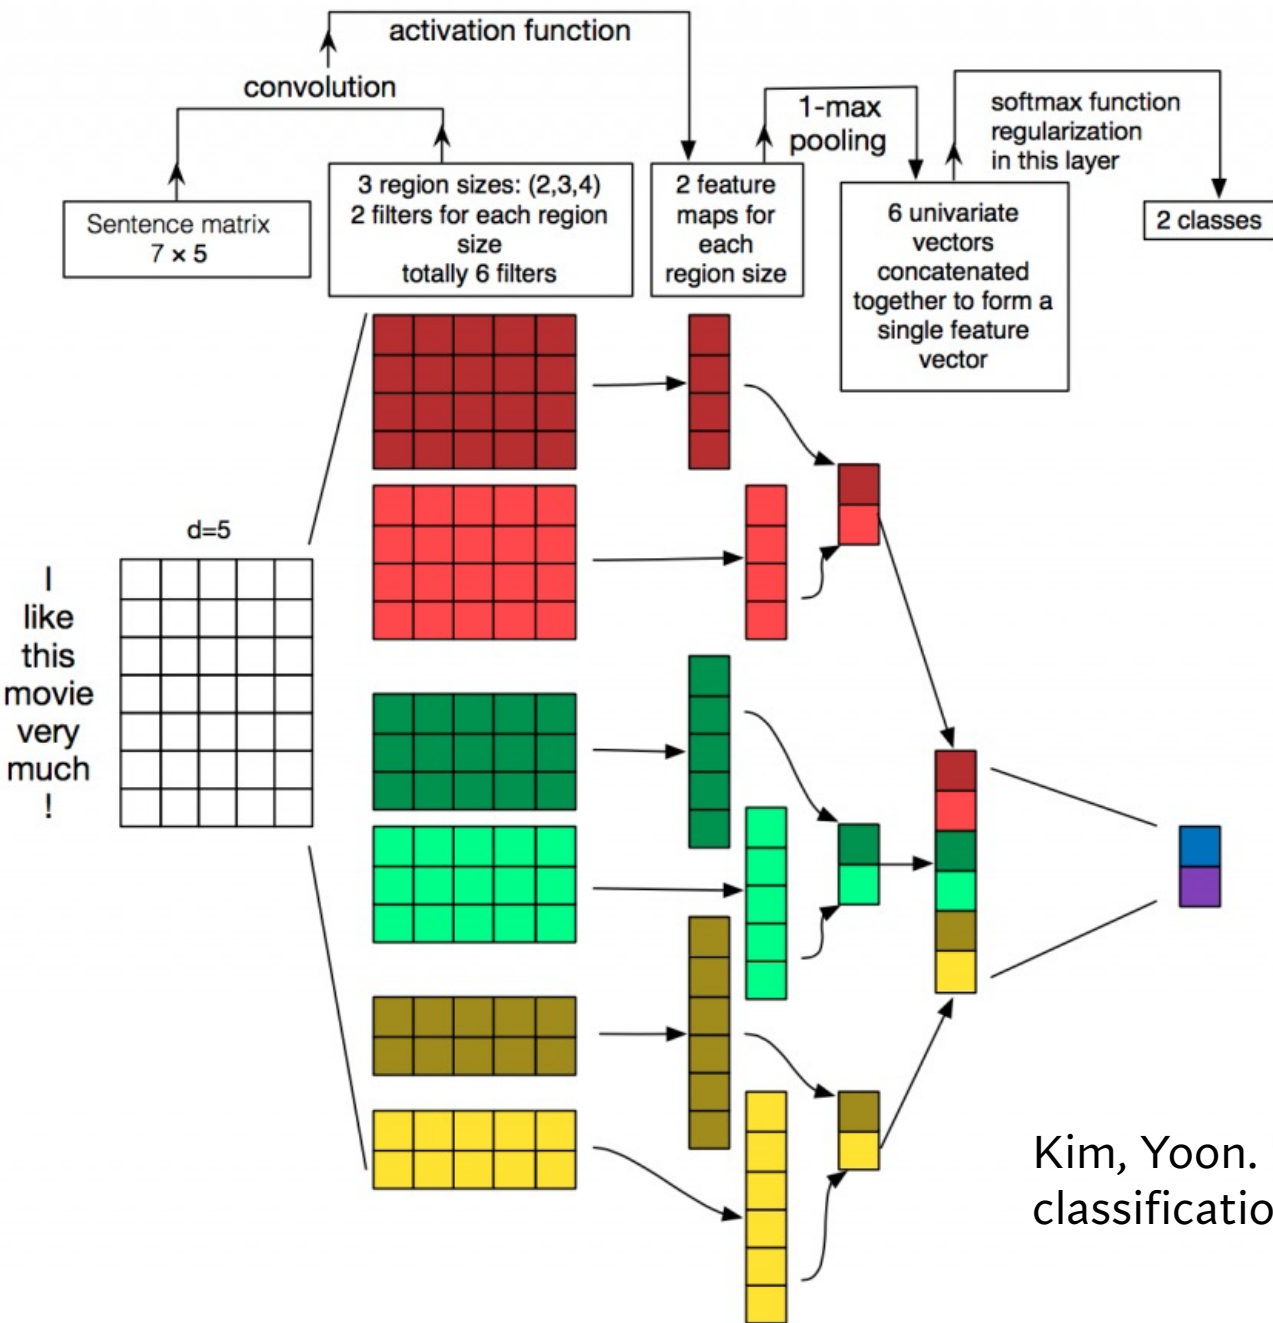 activation function
convolution
1-max
pooling
softmax function
regularization
in this layer
Sentence matrix
7 × 5
3 region sizes: (2,3,4)
2 filters for each region
size
totally 6 filters
2 feature
maps for
each
region size
6 univariate
vectors
concatenated
together to form a
single feature
vector
2 classes
d=5
I
like
this
movie
very
much
!
Kim, Yoon.
classificatio